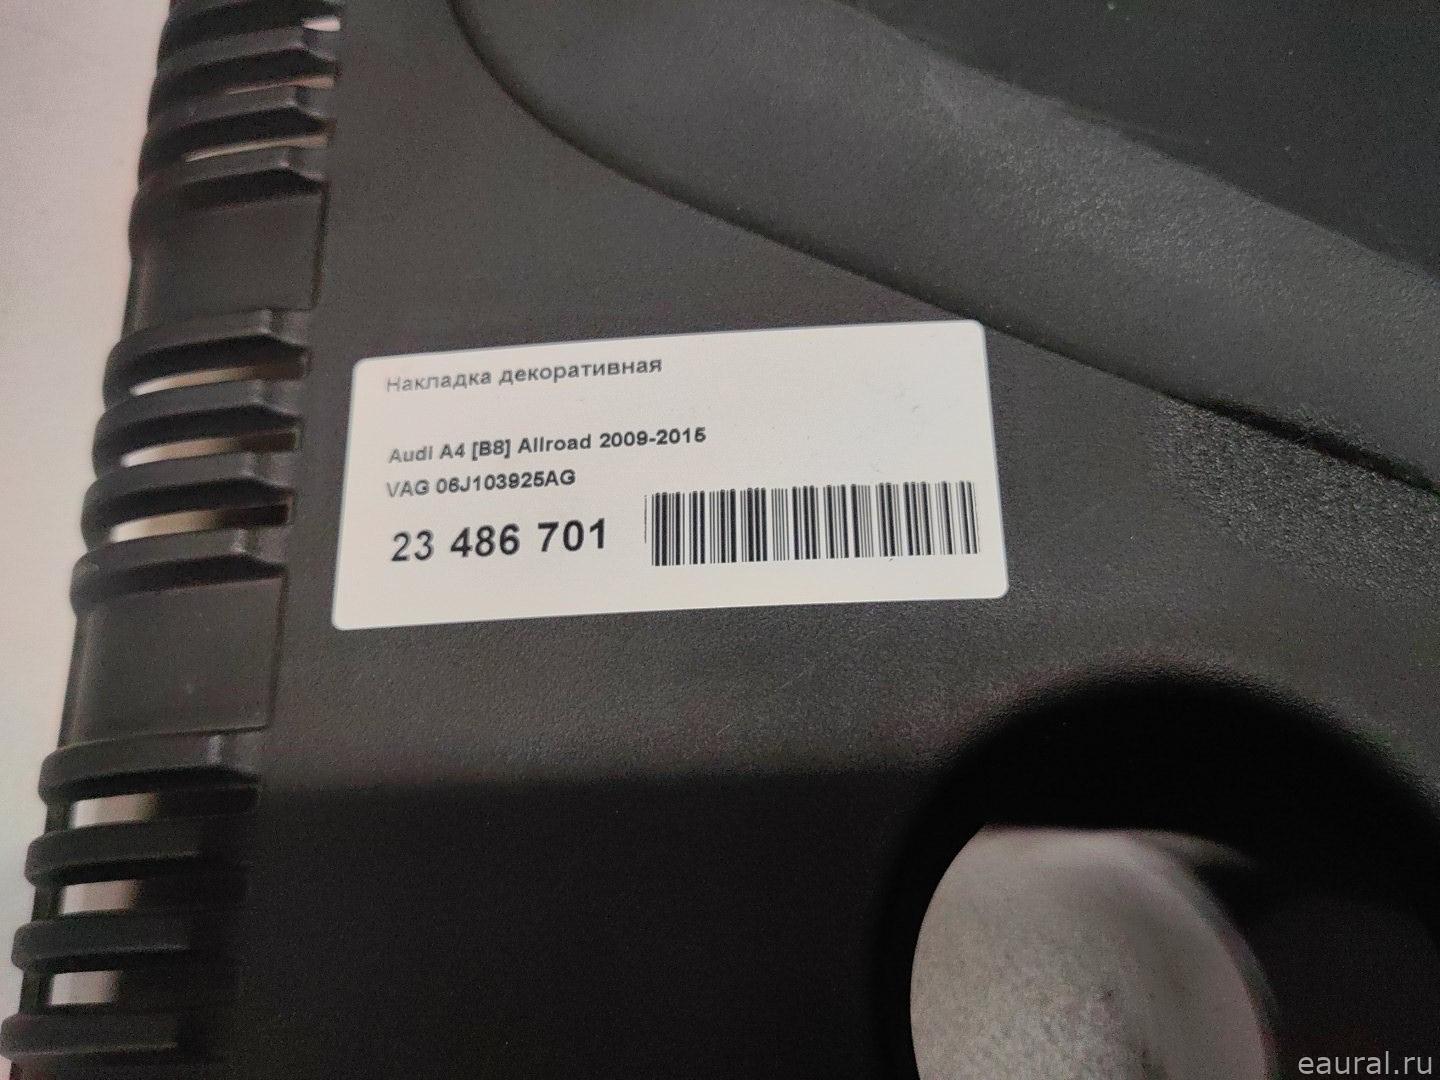 Накладка декоративная
Audi A4 [B8] Allroad 2009-2015
VAG 06J103925AG
23 486 701
eaural.ru